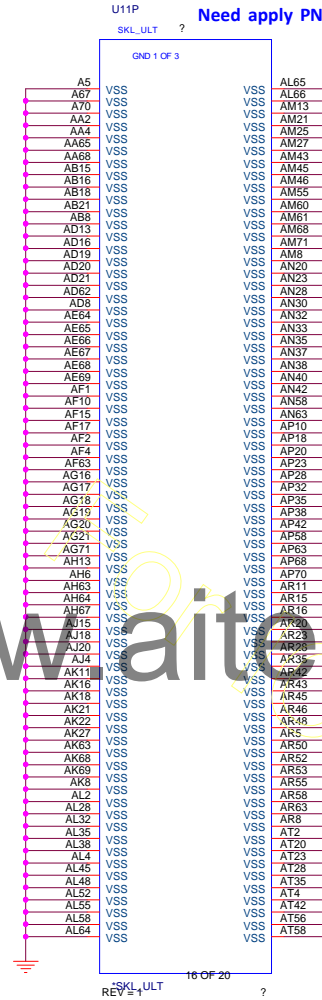 U11P
Need apply PN
SKL_ULT ?
GND 1 OF 3
A5 VSS VSS AL65
A67 VSS VSS AL66
A70 VSS VSS AM13
AA2 VSS VSS AM21
AA4 VSS VSS AM25
AA65 VSS VSS AM27
AA68 VSS VSS AM43
AB15 VSS VSS AM45
AB16 VSS VSS AM46
AB18 VSS VSS AM55
AB21 VSS VSS AM60
AB8 VSS VSS AM61
AD13 VSS VSS AM68
AD16 VSS VSS AM71
AD19 VSS VSS AM8
AD20 VSS VSS AN20
AD21 VSS VSS AN23
AD62 VSS VSS AN28
AD8 VSS VSS AN30
AE64 VSS VSS AN32
AE65 VSS VSS AN33
AE66 VSS VSS AN35
AE67 VSS VSS AN37
AE68 VSS VSS AN38
AE69 VSS VSS AN40
AF1 VSS VSS AN42
AF10 VSS VSS AN58
AF15 VSS VSS AN63
AF17 VSS VSS AP10
AF2 VSS VSS AP18
AF4 VSS VSS AP20
AF63 VSS VSS AP23
AG16 VSS VSS AP28
AG17 VSS VSS AP32
AG18 VSS VSS AP35
AG19 VSS VSS AP38
AG20 VSS VSS AP42
AG21 VSS VSS AP58
AG71 VSS VSS AP63
AH13 VSS VSS AP68
AH6 VSS VSS AP70
AH63 VSS VSS AR11
AH64 VSS VSS AR15
AH67 VSS VSS AR16
AJ15 VSS VSS AR20
AJ18 VSS VSS AR23
AJ20 VSS VSS AR28
AJ4 VSS VSS AR35
AK11 VSS VSS AR42
AK16 VSS VSS AR43
AK18 VSS VSS AR45
AK21 VSS VSS AR46
AK22 VSS VSS AR48
AK27 VSS VSS AR5
AK63 VSS VSS AR50
AK68 VSS VSS AR52
AK69 VSS VSS AR53
AK8 VSS VSS AR55
AL2 VSS VSS AR58
AL28 VSS VSS AR63
AL32 VSS VSS AR8
AL35 VSS VSS AT2
AL38 VSS VSS AT20
AL4 VSS VSS AT23
AL45 VSS VSS AT28
AL48 VSS VSS AT35
AL52 VSS VSS AT4
AL55 VSS VSS AT42
AL58 VSS VSS AT56
AL64 VSS VSS AT58
w.aite
16 OF 20
*SKL_ULT
REV = 1 ?